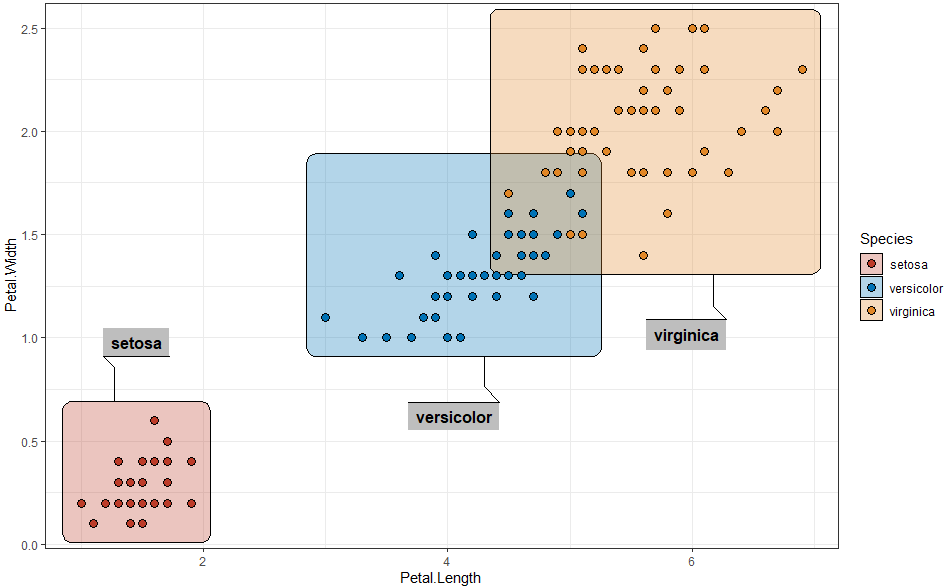 2.5
2.0
1.5
1.0
0.5
0.0
Petal.Width
setosa
versicolor
virginica
2
4
6
Petal.Length
Species
setosa
versicolor
virginica